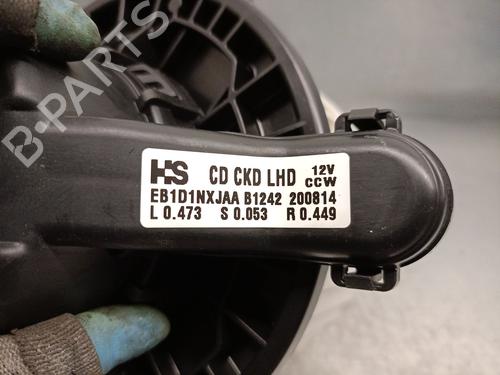 B-PARTS
HS CD CKD LHD 12V CCW
EB1D1NXJAA B1242 200814
L 0.473 S 0.053 R 0.449